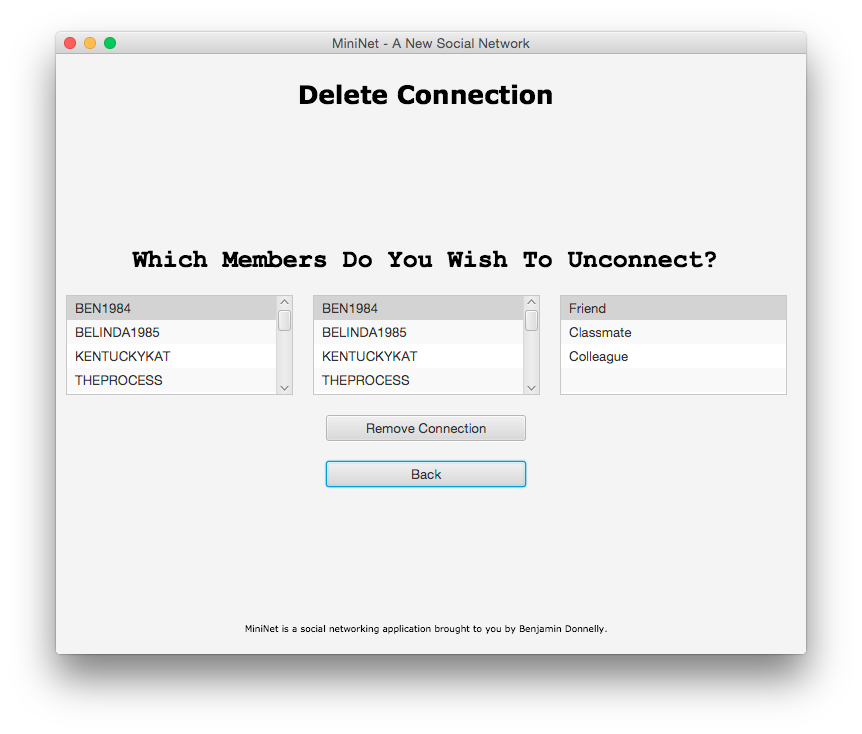 MiniNet - A New Social Network
Delete Connection
Which Members Do You Wish To Unconnect?
BEN1984
BELINDA1985
KENTUCKYKAT
THEPROCESS
BEN1984
BELINDA1985
KENTUCKYKAT
THEPROCESS
Friend
Classmate
Colleague
Remove Connection
Back
MiniNet is a social networking application brought to you by Benjamin Donnelly.